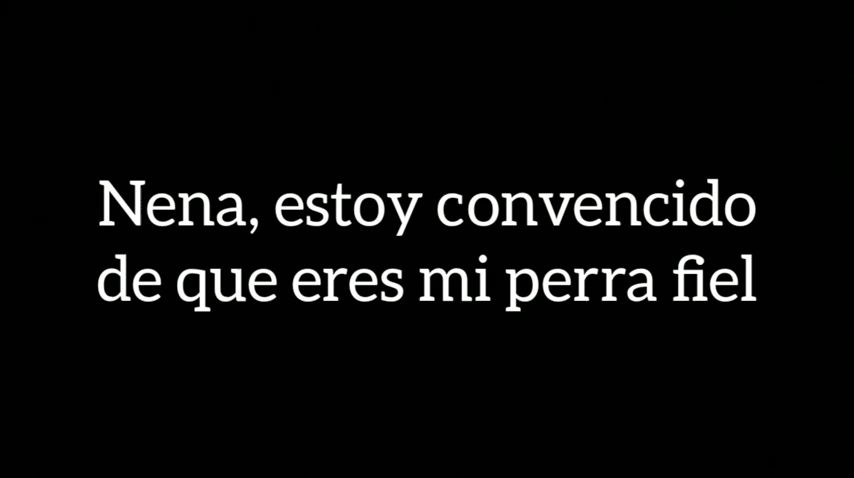 Nena, estoy convencido
de que eres mi perra fiel